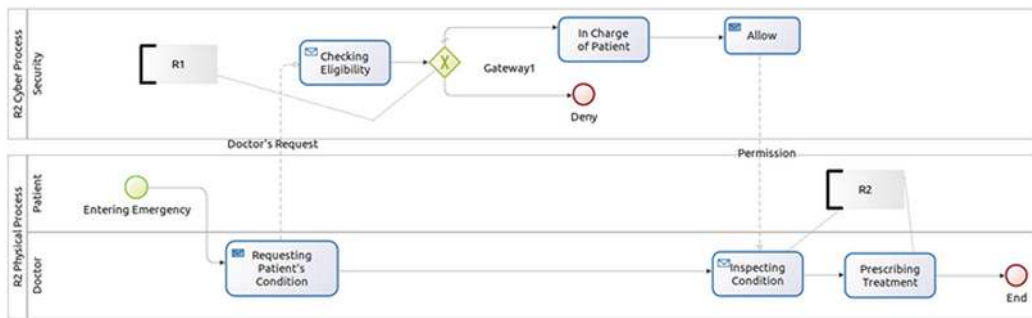 R2 Cyber Process
Security
R1
Checking
Eligibility
Gateway1
In Charge
of Patient
Allow
Deny
Doctor's Request
Permission
R2 Physical Process
Patient
Entering Emergency
R2
Doctor
Requesting
Patient's
Condition
Inspecting
Condition
Prescribing
Treatment
End